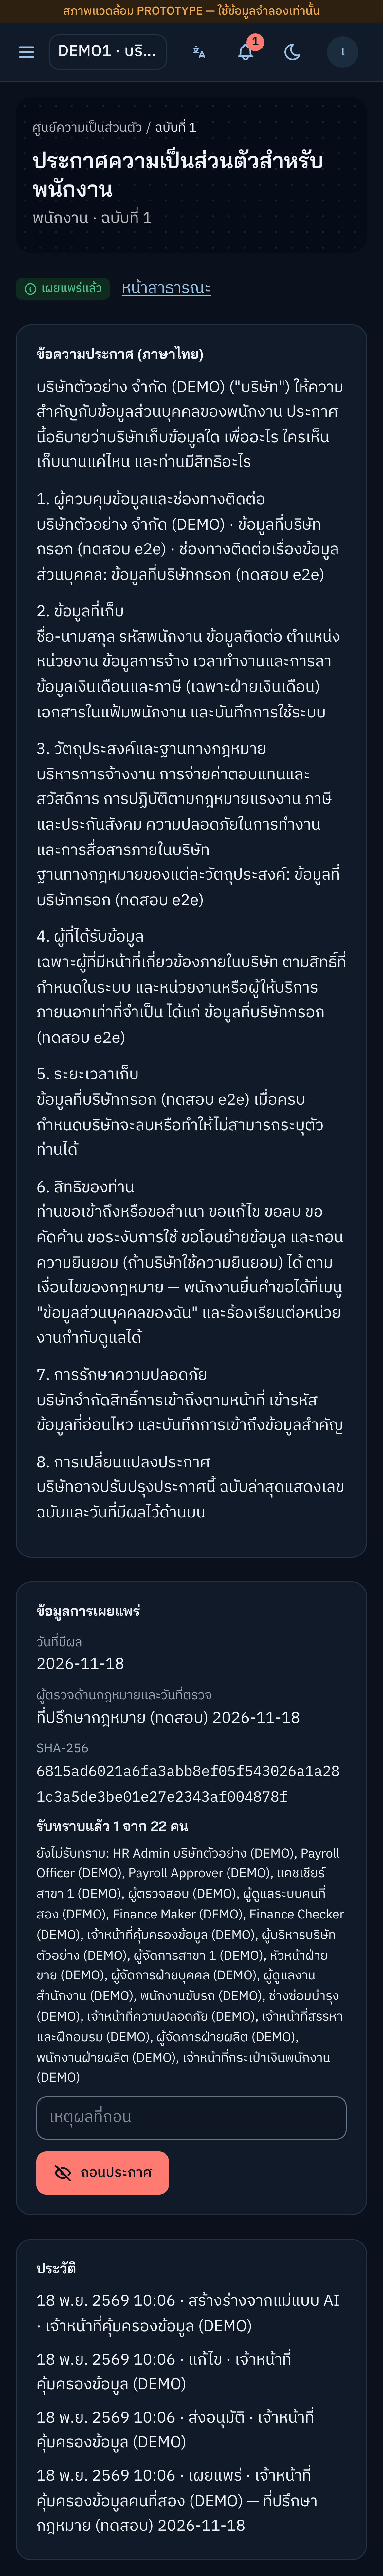 สภาพแวดล้อม PROTOTYPE — ใช้ข้อมูลจำลองเท่านั้น
DEMO1 · บริ...
1
เ
ศูนย์ความเป็นส่วนตัว / ฉบับที่ 1
ประกาศความเป็นส่วนตัวสำหรับ
พนักงาน
พนักงาน · ฉบับที่ 1
เผยแพร่แล้ว
หน้าสาธารณะ
ข้อความประกาศ (ภาษาไทย)
บริษัทตัวอย่าง จำกัด (DEMO) ("บริษัท") ให้ความ
สำคัญกับข้อมูลส่วนบุคคลของพนักงาน ประกาศ
นี้อธิบายว่าบริษัทเก็บข้อมูลใด เพื่ออะไร ใครเห็น
เก็บนานแค่ไหน และท่านมีสิทธิอะไร
1. ผู้ควบคุมข้อมูลและช่องทางติดต่อ
บริษัทตัวอย่าง จำกัด (DEMO) · ข้อมูลที่บริษัท
กรอก (ทดสอบ e2e) · ช่องทางติดต่อเรื่องข้อมูล
ส่วนบุคคล: ข้อมูลที่บริษัทกรอก (ทดสอบ e2e)
2. ข้อมูลที่เก็บ
ชื่อ-นามสกุล รหัสพนักงาน ข้อมูลติดต่อ ตำแหน่ง
หน่วยงาน ข้อมูลการจ้าง เวลาทำงานและการลา
ข้อมูลเงินเดือนและภาษี (เฉพาะฝ่ายเงินเดือน)
เอกสารในแฟ้มพนักงาน และบันทึกการใช้ระบบ
3. วัตถุประสงค์และฐานทางกฎหมาย
บริหารการจ้างงาน การจ่ายค่าตอบแทนและ
สวัสดิการ การปฏิบัติตามกฎหมายแรงงาน ภาษี
และประกันสังคม ความปลอดภัยในการทำงาน
และการสื่อสารภายในบริษัท
ฐานทางกฎหมายของแต่ละวัตถุประสงค์: ข้อมูลที่
บริษัทกรอก (ทดสอบ e2e)
4. ผู้ที่ได้รับข้อมูล
เฉพาะผู้ที่มีหน้าที่เกี่ยวข้องภายในบริษัท ตามสิทธิ์ที่
กำหนดในระบบ และหน่วยงานหรือผู้ให้บริการ
ภายนอกเท่าที่จำเป็น ได้แก่ ข้อมูลที่บริษัทกรอก
(ทดสอบ e2e)
5. ระยะเวลาเก็บ
ข้อมูลที่บริษัทกรอก (ทดสอบ e2e) เมื่อครบ
กำหนดบริษัทจะลบหรือทำให้ไม่สามารถระบุตัว
ท่านได้
6. สิทธิของท่าน
ท่านขอเข้าถึงหรือขอสำเนา ขอแก้ไข ขอลบ ขอ
คัดค้าน ขอระงับการใช้ ขอโอนย้ายข้อมูล และถอน
ความยินยอม (ถ้าบริษัทใช้ความยินยอม) ได้ ตาม
เงื่อนไขของกฎหมาย — พนักงานยื่นคำขอได้ที่เมนู
"ข้อมูลส่วนบุคคลของฉัน" และร้องเรียนต่อหน่วย
งานกำกับดูแลได้
7. การรักษาความปลอดภัย
บริษัทจำกัดสิทธิ์การเข้าถึงตามหน้าที่ เข้ารหัส
ข้อมูลที่อ่อนไหว และบันทึกการเข้าถึงข้อมูลสำคัญ
8. การเปลี่ยนแปลงประกาศ
บริษัทอาจปรับปรุงประกาศนี้ ฉบับล่าสุดแสดงเลข
ฉบับและวันที่มีผลไว้ด้านบน
ข้อมูลการเผยแพร่
วันที่มีผล
2026-11-18
ผู้ตรวจด้านกฎหมายและวันที่ตรวจ
ที่ปรึกษากฎหมาย (ทดสอบ) 2026-11-18
SHA-256
6815ad6021a6fa3abb8ef05f543026a1a28
1c3a5de3be01e27e2343af004878f
รับทราบแล้ว 1 จาก 22 คน
ยังไม่รับทราบ: HR Admin บริษัทตัวอย่าง (DEMO), Payroll
Officer (DEMO), Payroll Approver (DEMO), แคชเชียร์
สาขา 1 (DEMO), ผู้ตรวจสอบ (DEMO), ผู้ดูแลระบบคนที่
สอง (DEMO), Finance Maker (DEMO), Finance Checker
(DEMO), เจ้าหน้าที่คุ้มครองข้อมูล (DEMO), ผู้บริหารบริษัท
ตัวอย่าง (DEMO), ผู้จัดการสาขา 1 (DEMO), หัวหน้าฝ่าย
ขาย (DEMO), ผู้จัดการฝ่ายบุคคล (DEMO), ผู้ดูแลงาน
สำนักงาน (DEMO), พนักงานขับรถ (DEMO), ช่างซ่อมบำรุง
(DEMO), เจ้าหน้าที่ความปลอดภัย (DEMO), เจ้าหน้าที่สรรหา
และฝึกอบรม (DEMO), ผู้จัดการฝ่ายผลิต (DEMO),
พนักงานฝ่ายผลิต (DEMO), เจ้าหน้าที่กระเป๋าเงินพนักงาน
(DEMO)
เหตุผลที่ถอน
ถอนประกาศ
ประวัติ
18 พ.ย. 2569 10:06 · สร้างร่างจากแม่แบบ AI
· เจ้าหน้าที่คุ้มครองข้อมูล (DEMO)
18 พ.ย. 2569 10:06 · แก้ไข · เจ้าหน้าที่
คุ้มครองข้อมูล (DEMO)
18 พ.ย. 2569 10:06 · ส่งอนุมัติ · เจ้าหน้าที่
คุ้มครองข้อมูล (DEMO)
18 พ.ย. 2569 10:06 · เผยแพร่ · เจ้าหน้าที่
คุ้มครองข้อมูลคนที่สอง (DEMO) — ที่ปรึกษา
กฎหมาย (ทดสอบ) 2026-11-18